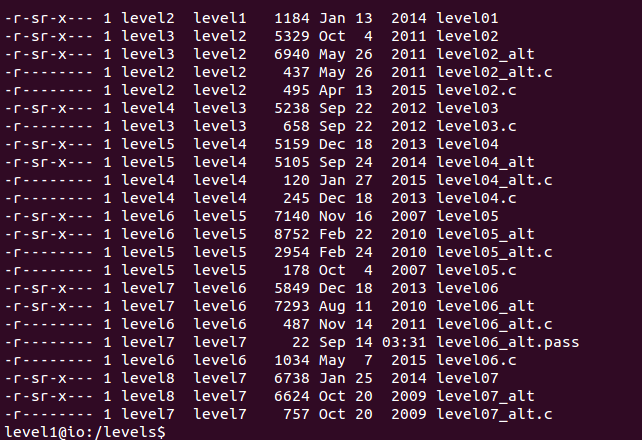 -r-sr-x--- 1 level2  level1   1184 Jan 13  2014 level01
-r-sr-x--- 1 level3  level2   5329 Oct  4  2011 level02
-r-sr-x--- 1 level3  level2   6940 May 26  2011 level02_alt
-r-------- 1 level2  level2    437 May 26  2011 level02_alt.c
-r-------- 1 level2  level2    495 Apr 13  2015 level02.c
-r-sr-x--- 1 level4  level3   5238 Sep 22  2012 level03
-r-------- 1 level3  level3    658 Sep 22  2012 level03.c
-r-sr-x--- 1 level5  level4   5159 Dec 18  2013 level04
-r-sr-x--- 1 level5  level4   5105 Sep 24  2014 level04_alt
-r-------- 1 level4  level4    120 Jan 27  2015 level04_alt.c
-r-------- 1 level4  level4    245 Dec 18  2013 level04.c
-r-sr-x--- 1 level6  level5   7140 Nov 16  2007 level05
-r-sr-x--- 1 level6  level5   8752 Feb 22  2010 level05_alt
-r-------- 1 level5  level5   2954 Feb 24  2010 level05_alt.c
-r-------- 1 level5  level5    178 Oct  4  2007 level05.c
-r-sr-x--- 1 level7  level6   5849 Dec 18  2013 level06
-r-sr-x--- 1 level7  level6   7293 Aug 11  2010 level06_alt
-r-------- 1 level6  level6    487 Nov 14  2011 level06_alt.c
-r-------- 1 level7  level7     22 Sep 14 03:31 level06_alt.pass
-r-------- 1 level6  level6   1034 May  7  2015 level06.c
-r-sr-x--- 1 level8  level7   6738 Jan 25  2014 level07
-r-sr-x--- 1 level8  level7   6624 Oct 20  2009 level07_alt
-r-------- 1 level7  level7    757 Oct 20  2009 level07_alt.c
level1@io:/levels$